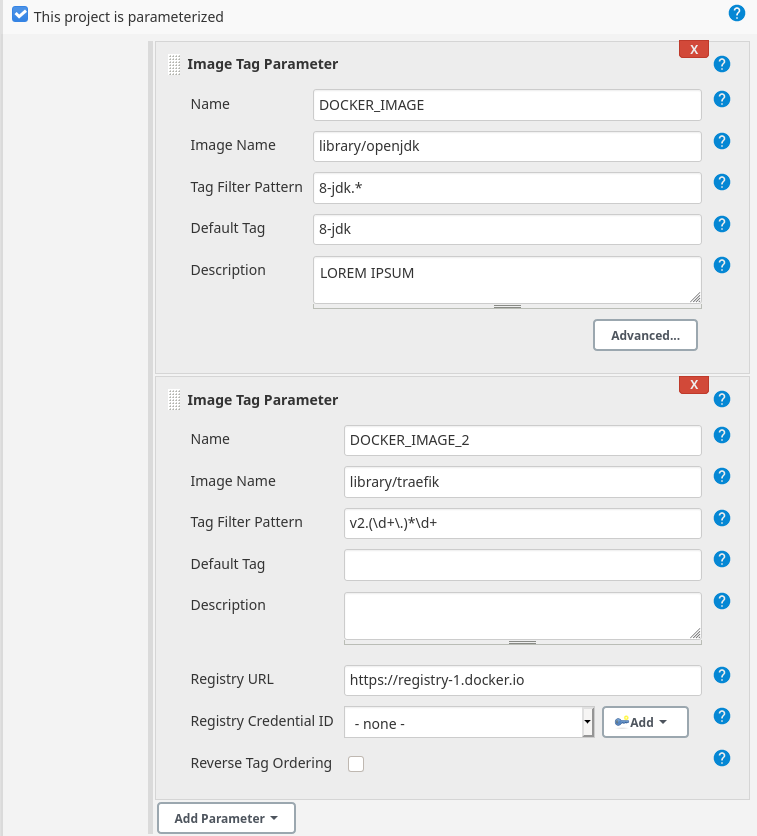 This project is parameterized ?
X
Image Tag Parameter ?
Name DOCKER_IMAGE ?
Image Name library/openjdk ?
Tag Filter Pattern 8-jdk.* ?
Default Tag 8-jdk ?
Description LOREM IPSUM ?
Advanced...
X
Image Tag Parameter ?
Name DOCKER_IMAGE_2 ?
Image Name library/traefik ?
Tag Filter Pattern v2.(\d+\.)*\d+ ?
Default Tag ?
Description ?
Registry URL https://registry-1.docker.io ?
Registry Credential ID - none - Add ?
Reverse Tag Ordering ?
Add Parameter